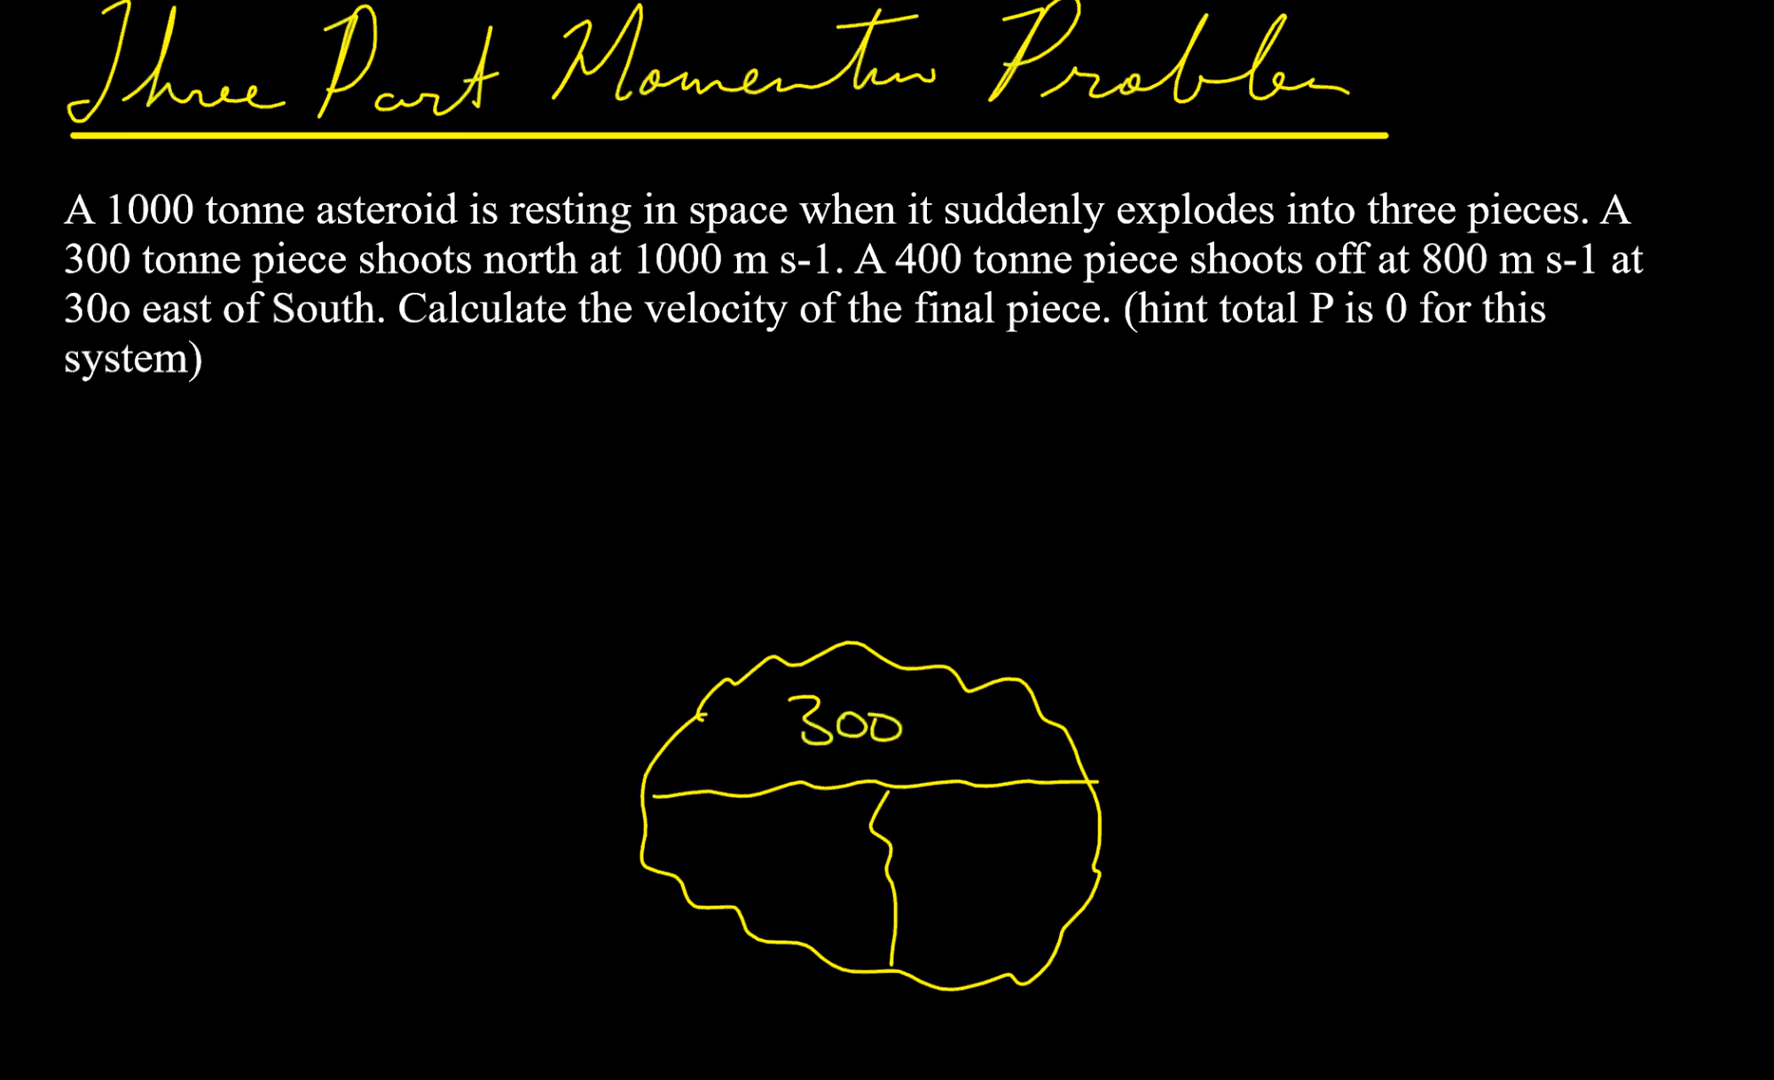 Three Part Momentum Problem
A 1000 tonne asteroid is resting in space when it suddenly explodes into three pieces. A
300 tonne piece shoots north at 1000 m s-1. A 400 tonne piece shoots off at 800 m s-1 at
30o east of South. Calculate the velocity of the final piece. (hint total P is 0 for this
system)
300